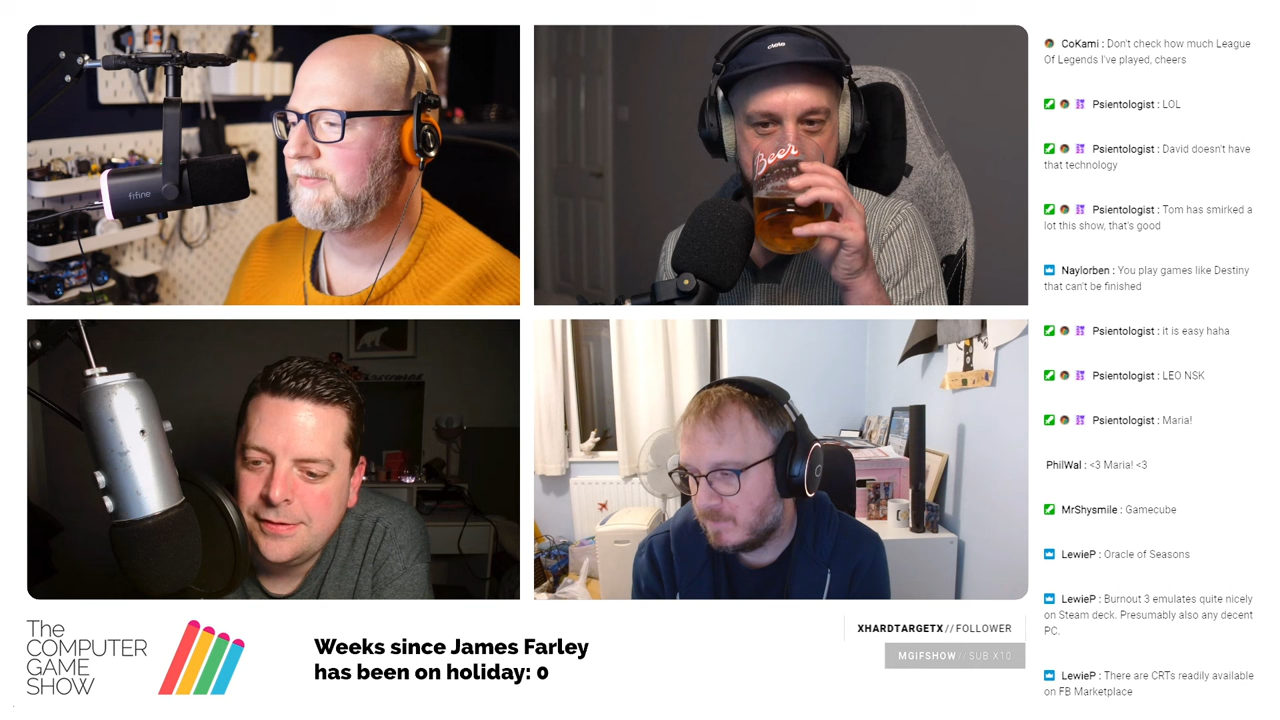 CoKami : Don't check how much League
Of Legends I've played, cheers
Psientologist : LOL
Psientologist : David doesn't have
that technology
Psientologist : Tom has smirked a
lot this show, that's good
Naylorben : You play games like Destiny
that can't be finished
Psientologist : it is easy haha
Psientologist : LEO NSK
Psientologist : Maria!
PhilWal : <3 Maria! <3
MrShysmile : Gamecube
LewieP : Oracle of Seasons
LewieP : Burnout 3 emulates quite nicely
on Steam deck. Presumably also any decent
PC.
LewieP : There are CRTs readily available
on FB Marketplace
fifine
Beer
The
COMPUTER
GAME
SHOW
Weeks since James Farley
has been on holiday: 0
XHARDTARGETX // FOLLOWER
MGIFSHOW // SUB X10